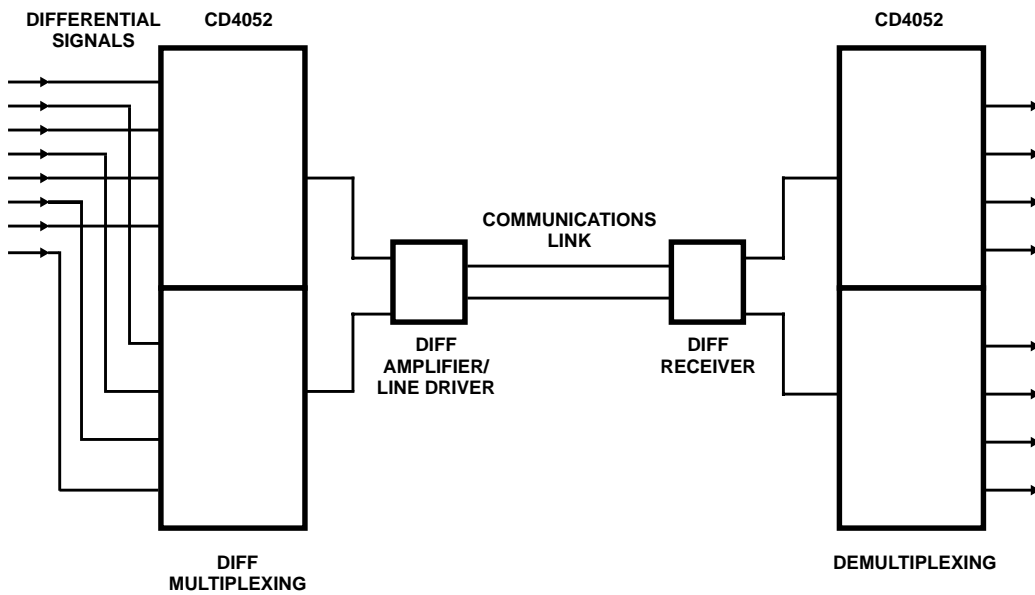 DIFFERENTIAL
SIGNALS
CD4052
CD4052
COMMUNICATIONS
LINK
DIFF
AMPLIFIER/
LINE DRIVER
DIFF
RECEIVER
DIFF
MULTIPLEXING
DEMULTIPLEXING